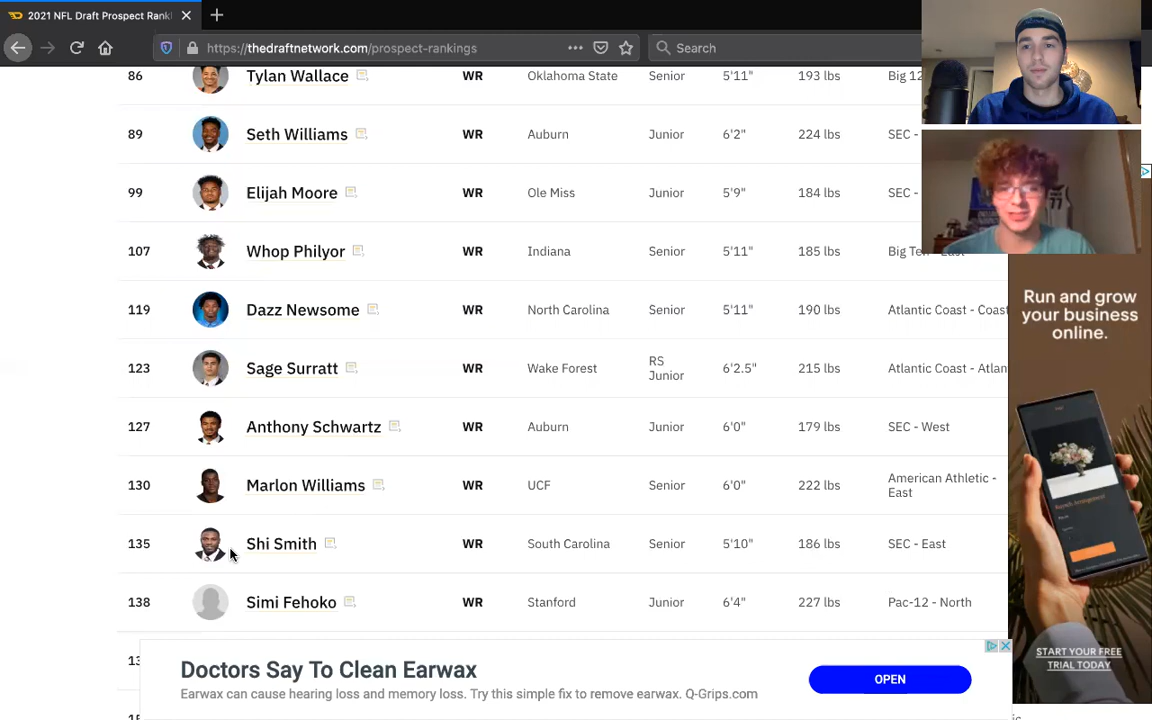 2021 NFL Draft Prospect Rank
https://thedraftnetwork.com/prospect-rankings
Search
86 Tylan Wallace WR Oklahoma State Senior 5'11" 193 lbs Big 12
89 Seth Williams WR Auburn Junior 6'2" 224 lbs SEC -
99 Elijah Moore WR Ole Miss Junior 5'9" 184 lbs SEC -
107 Whop Philyor WR Indiana Senior 5'11" 185 lbs Big Ten - East
119 Dazz Newsome WR North Carolina Senior 5'11" 190 lbs Atlantic Coast - Coast
123 Sage Surratt WR Wake Forest RS Junior 6'2.5" 215 lbs Atlantic Coast - Atlan
127 Anthony Schwartz WR Auburn Junior 6'0" 179 lbs SEC - West
130 Marlon Williams WR UCF Senior 6'0" 222 lbs American Athletic - East
135 Shi Smith WR South Carolina Senior 5'10" 186 lbs SEC - East
138 Simi Fehoko WR Stanford Junior 6'4" 227 lbs Pac-12 - North
77
Run and grow
your business
online.
START YOUR FREE
TRIAL TODAY
Doctors Say To Clean Earwax
Earwax can cause hearing loss and memory loss. Try this simple fix to remove earwax. Q-Grips.com
OPEN